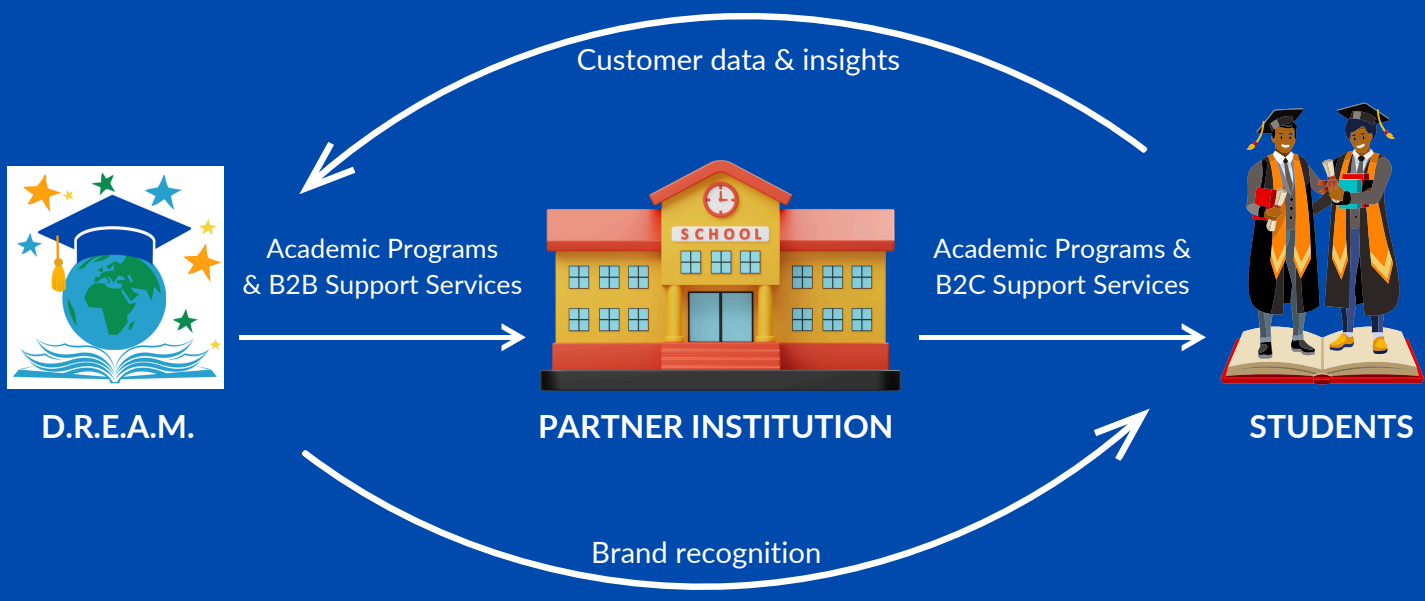 Customer data & insights
Academic Programs
& B2B Support Services
SCHOOL
Academic Programs &
B2C Support Services
D.R.E.A.M.
PARTNER INSTITUTION
STUDENTS
Brand recognition